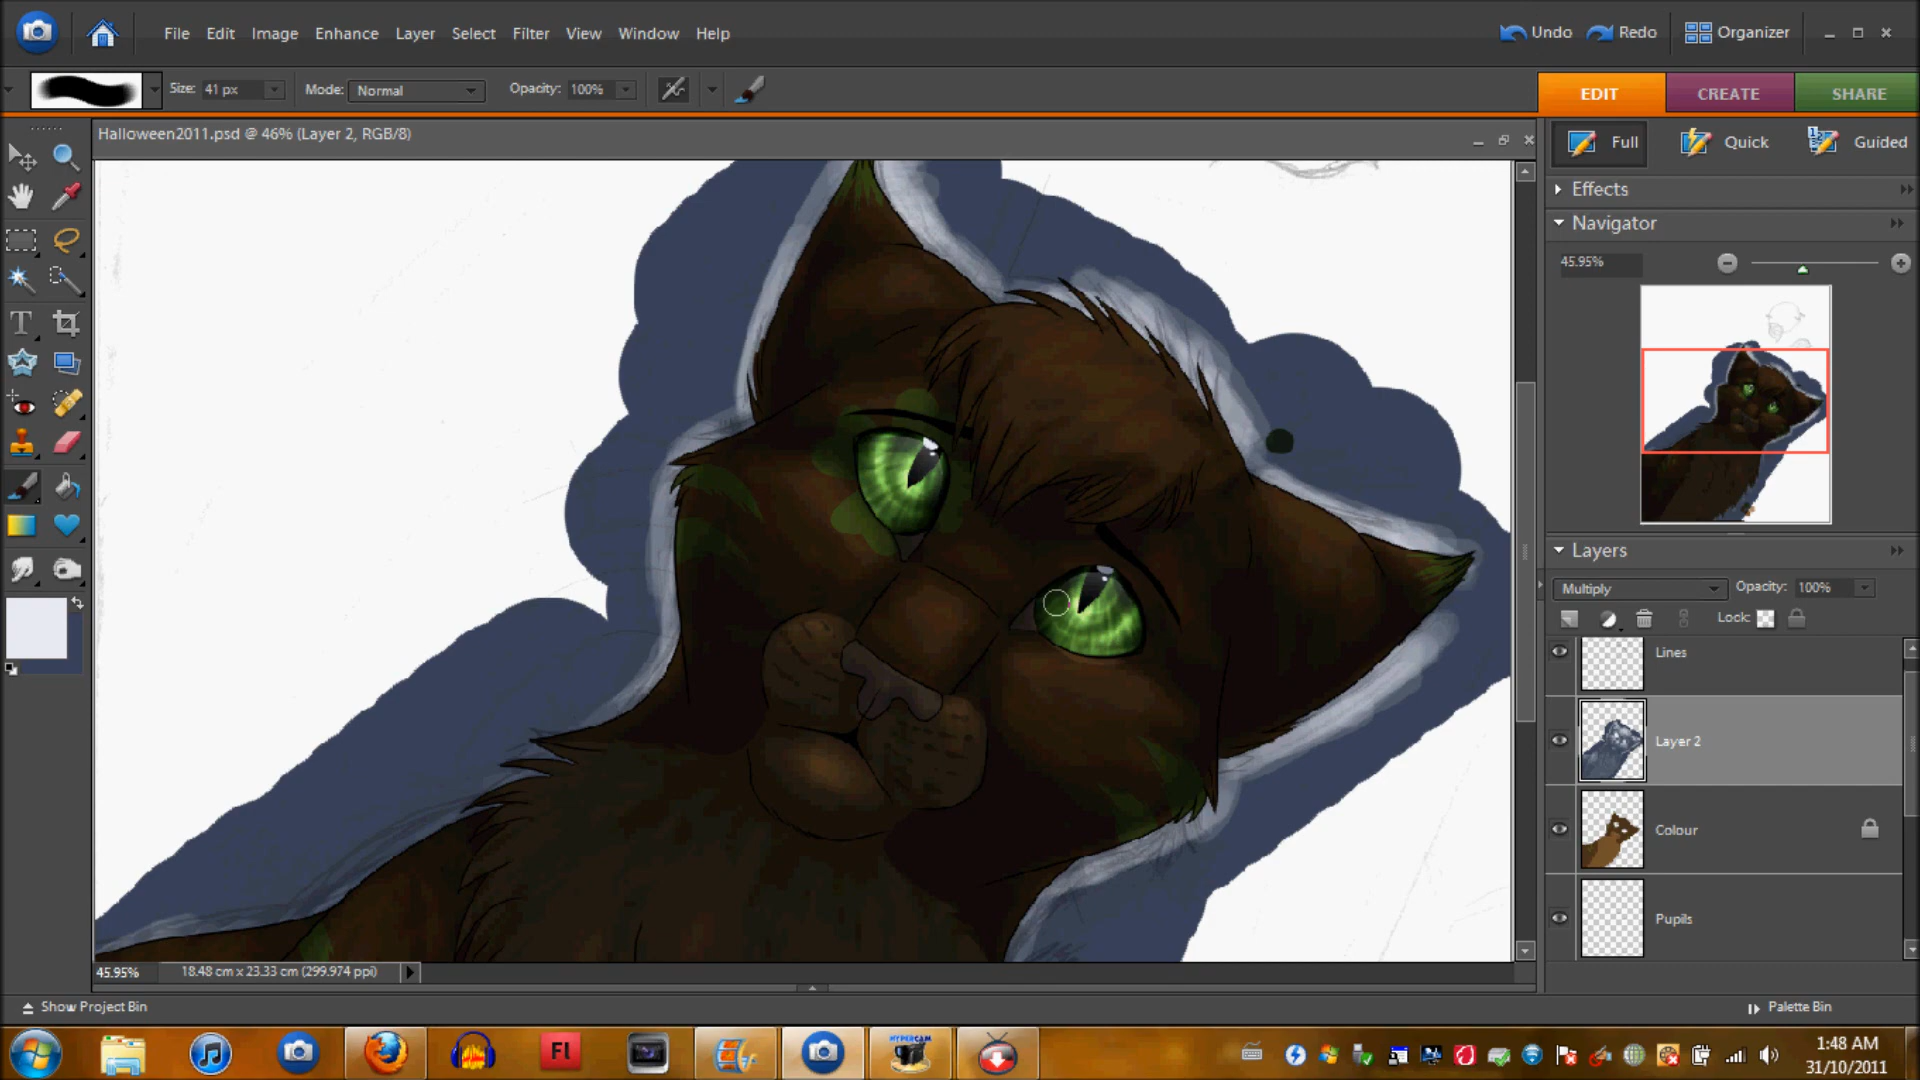 File Edit Image Enhance Layer Select Filter View Window Help
Undo Redo Organizer
Size: 41 px Mode: Normal Opacity: 100%
EDIT CREATE SHARE
Halloween2011.psd @ 46% (Layer 2, RGB/8)
Full Quick Guided
Effects
Navigator
45.95%
Layers
Multiply Opacity: 100%
Lock:
Lines
Layer 2
Colour
Pupils
45.95% 18.48 cm x 23.33 cm (299.974 ppi)
Show Project Bin
Palette Bin
Fl
HYPERCAM
1:48 AM
31/10/2011